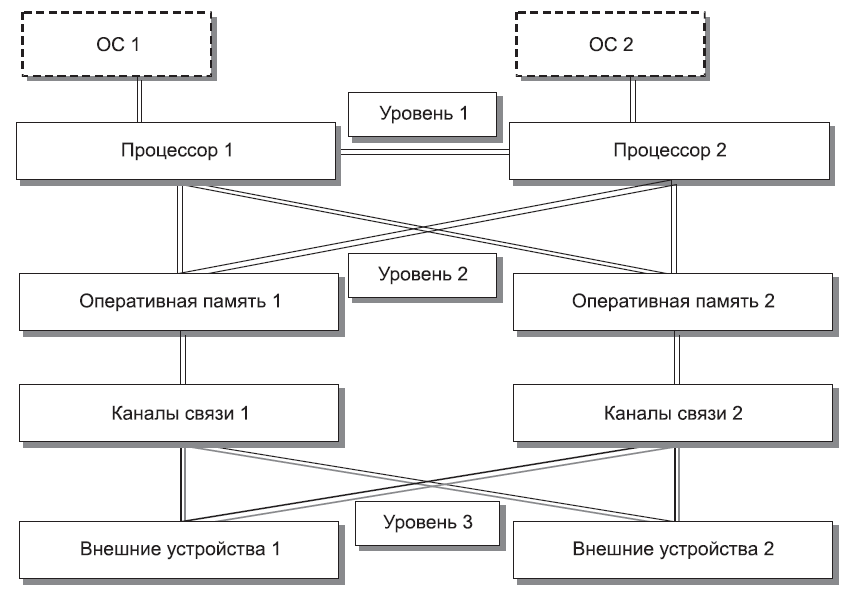 ОС 1
ОС 2
Уровень 1
Процессор 1
Процессор 2
Уровень 2
Оперативная память 1
Оперативная память 2
Каналы связи 1
Каналы связи 2
Уровень 3
Внешние устройства 1
Внешние устройства 2